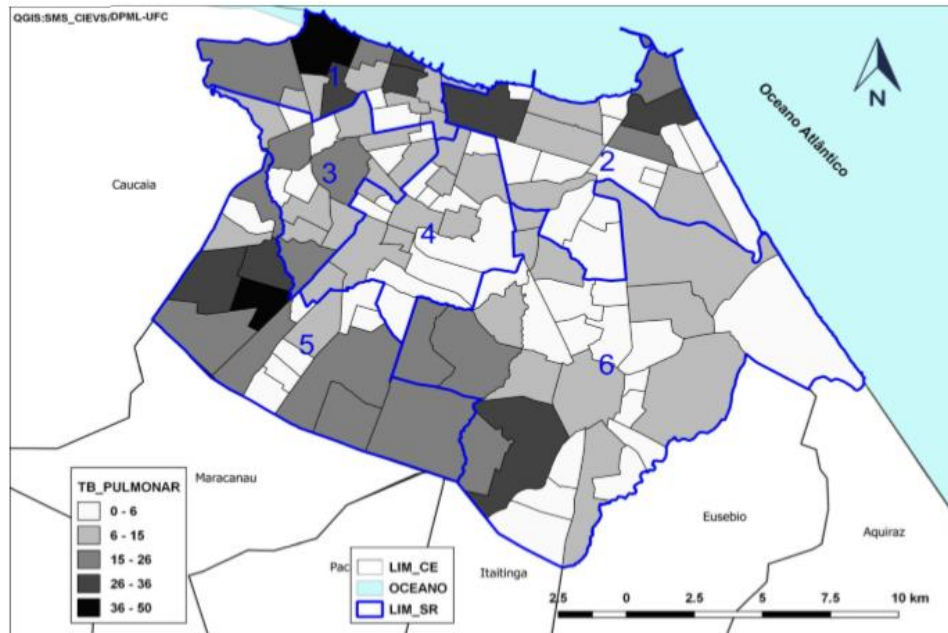 QGIS:SMS_CIEVS/DPML-UFC
1
Oceano Atlântico
N
2
3
Caucaia
4
5
6
Maracanau
Eusebio
Aquiraz
Pac
Itaitinga
TB_PULMONAR
0 - 6
6 - 15
15 - 26
26 - 36
36 - 50
LIM_CE
OCEANO
LIM_SR
2.5 0 2.5 5 7.5 10 km